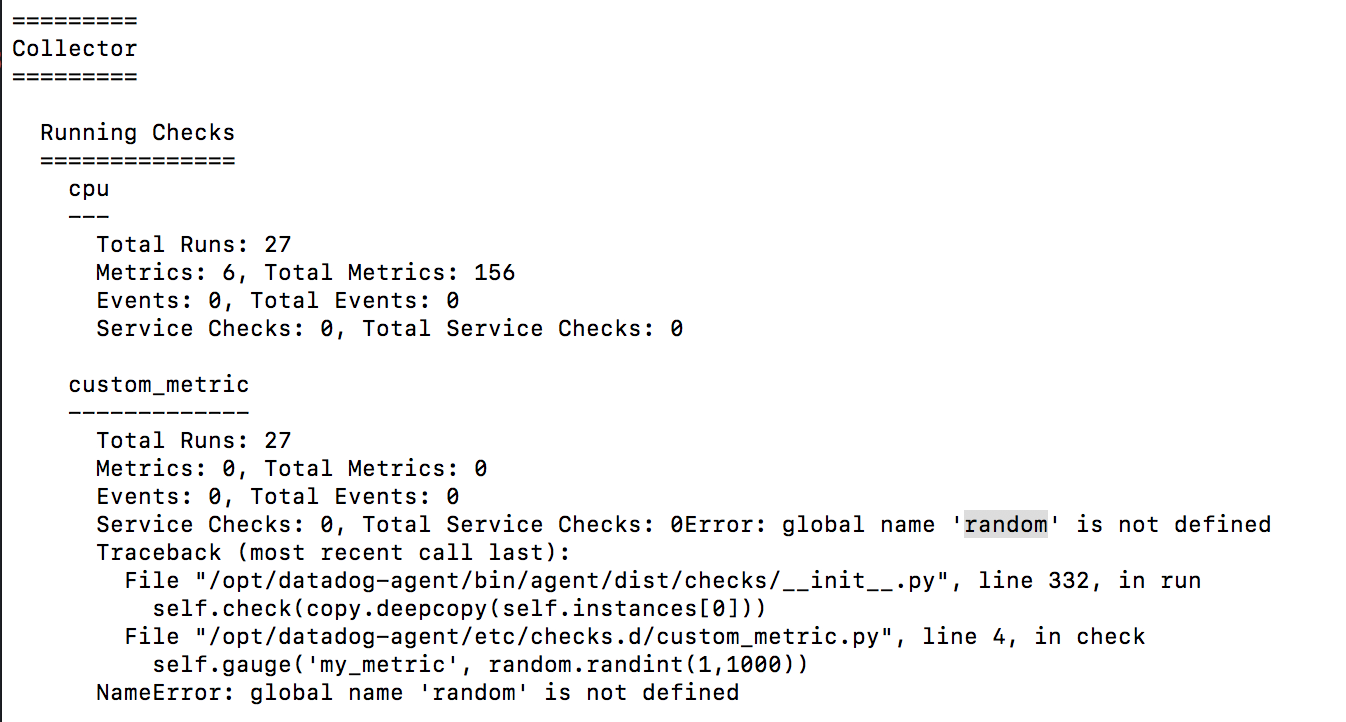 =========
Collector
=========
Running Checks
==============
cpu
---
Total Runs: 27
Metrics: 6, Total Metrics: 156
Events: 0, Total Events: 0
Service Checks: 0, Total Service Checks: 0
custom_metric
-------------
Total Runs: 27
Metrics: 0, Total Metrics: 0
Events: 0, Total Events: 0
Service Checks: 0, Total Service Checks: 0Error: global name 'random' is not defined
Traceback (most recent call last):
File "/opt/datadog-agent/bin/agent/dist/checks/__init__.py", line 332, in run
self.check(copy.deepcopy(self.instances[0]))
File "/opt/datadog-agent/etc/checks.d/custom_metric.py", line 4, in check
self.gauge('my_metric', random.randint(1,1000))
NameError: global name 'random' is not defined